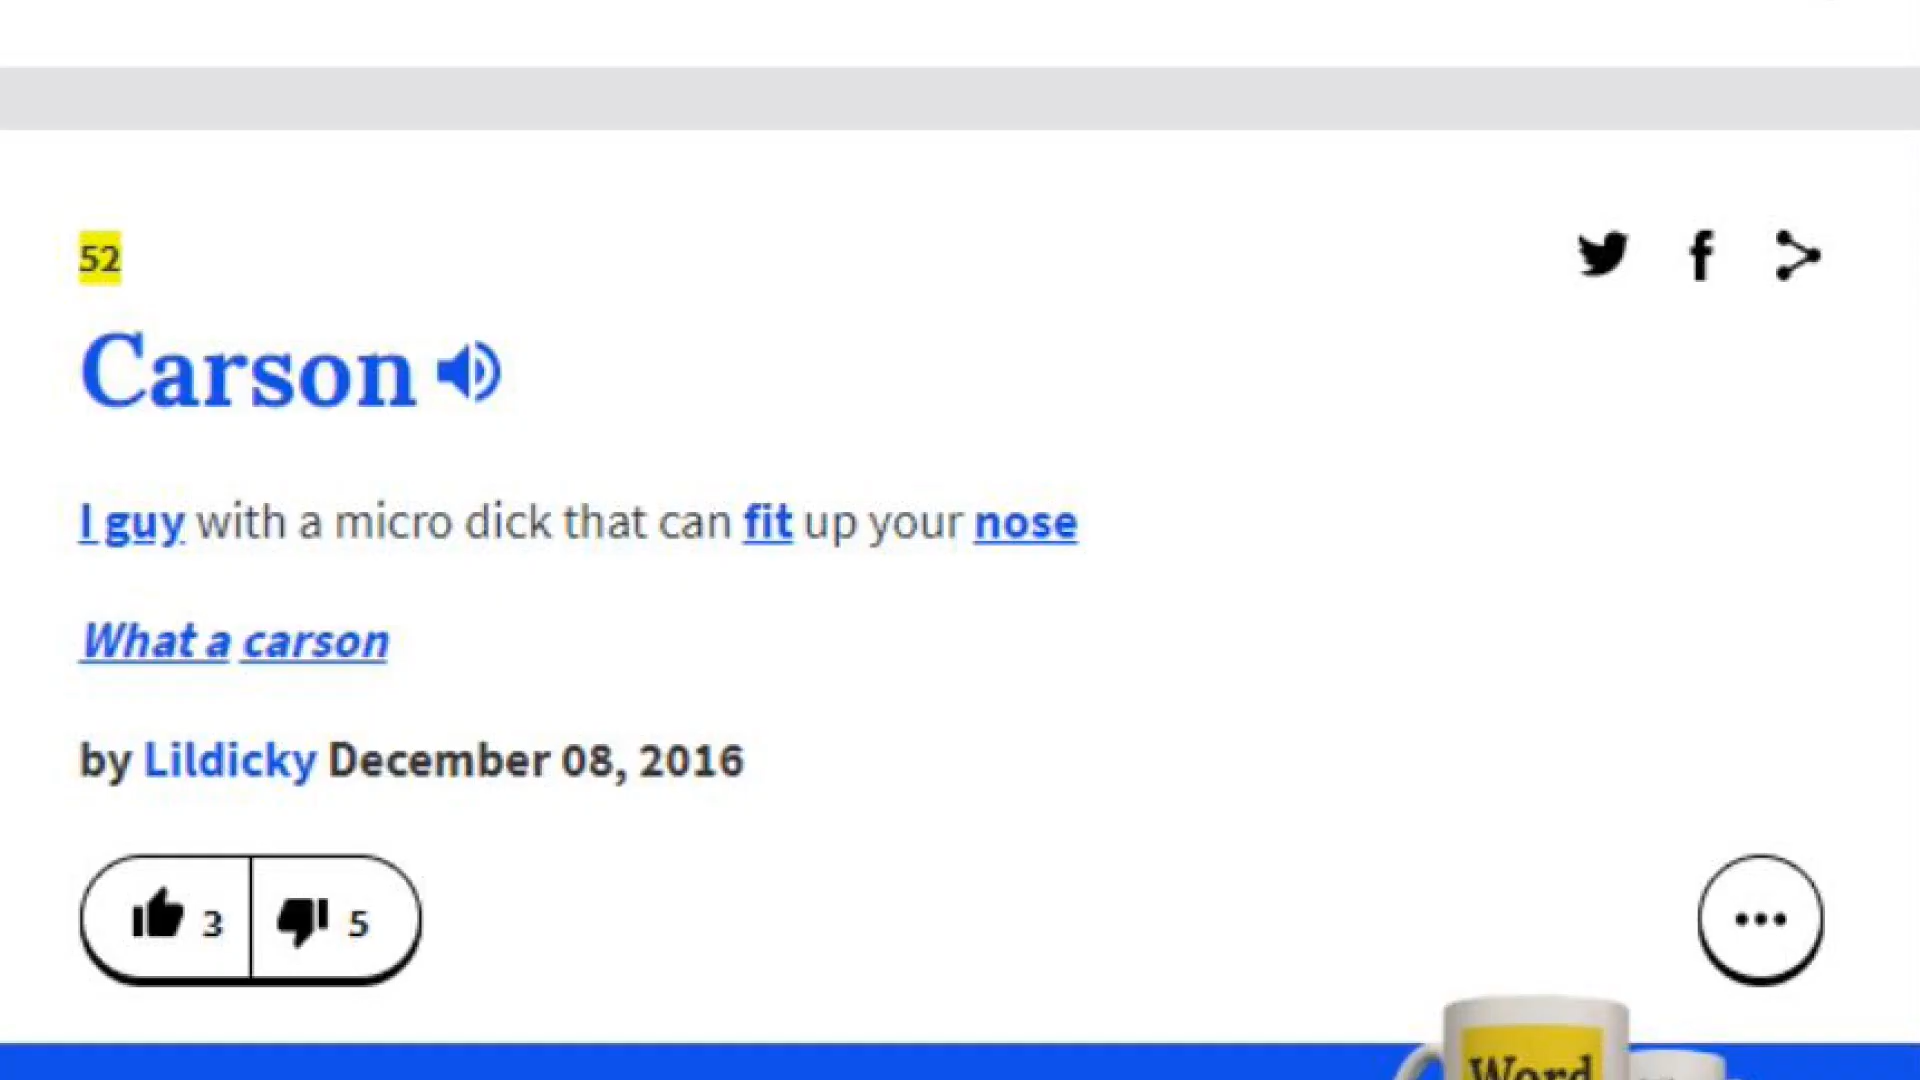 52
Carson
I guy with a micro dick that can fit up your nose
What a carson
by Lildicky December 08, 2016
3 5
Word